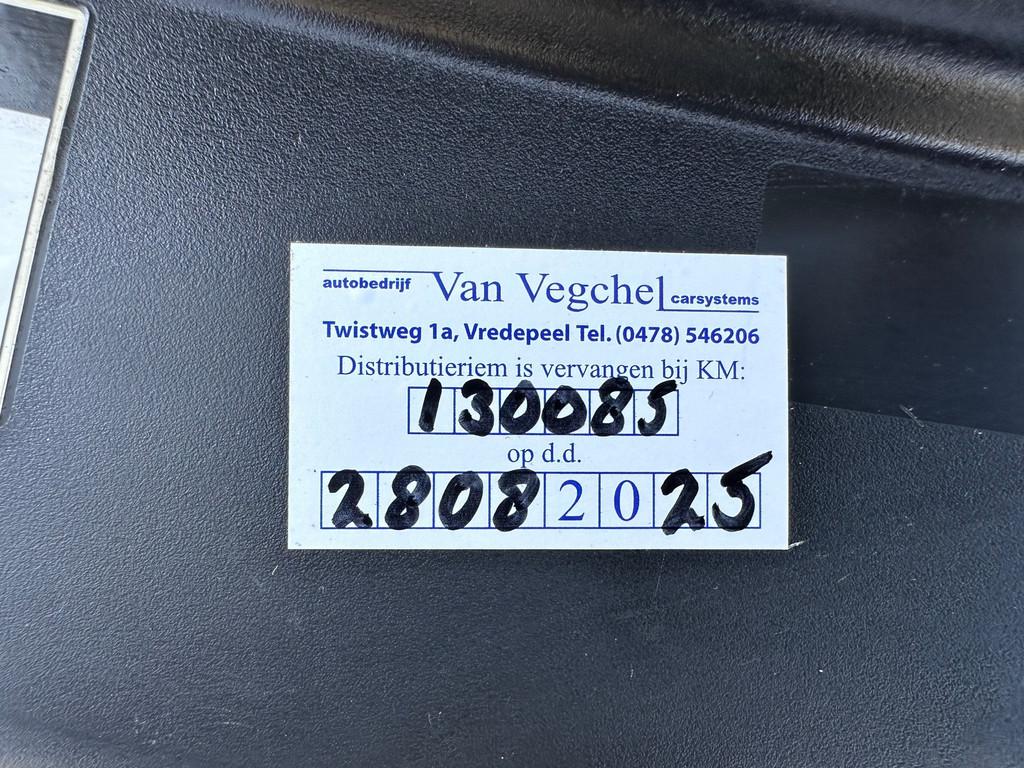 autobedrijf Van Vegchel carsystems
Twistweg 1a, Vredepeel Tel. (0478) 546206
Distributieriem is vervangen bij KM:
130085
op d.d.
28082025